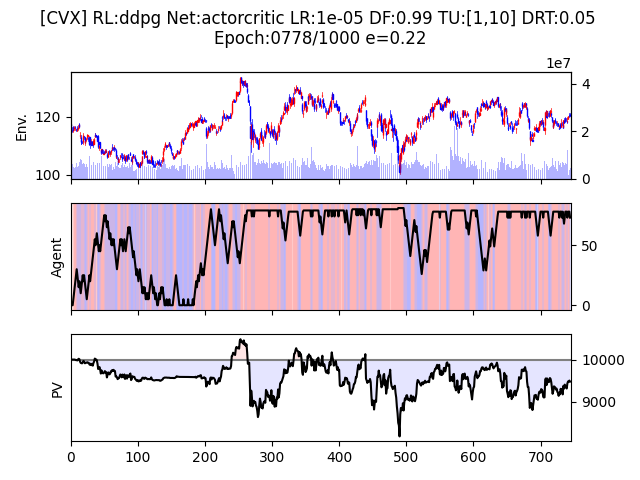 [CVX] RL:ddpg Net:actorcritic LR:1e-05 DF:0.99 TU:[1,10] DRT:0.05
Epoch:0778/1000 e=0.22
1e7
Env.
120
100
4
2
0
Agent
50
0
PV
10000
9000
0 100 200 300 400 500 600 700